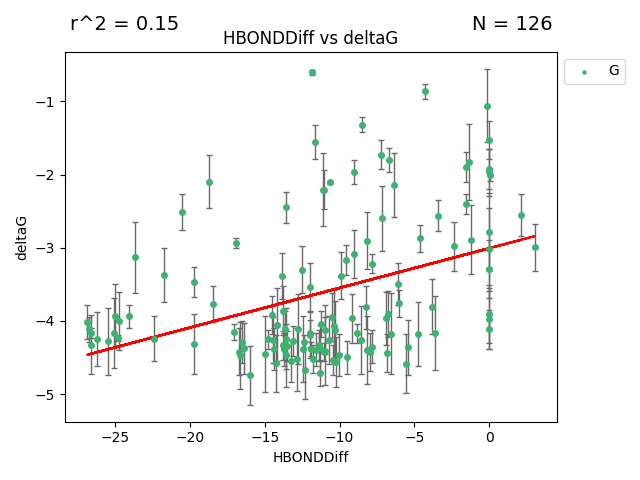 r^2 = 0.15
N = 126
HBONDDiff vs deltaG
G
−1
−2
−3
−4
−5
deltaG
−25
−20
−15
−10
−5
0
HBONDDiff